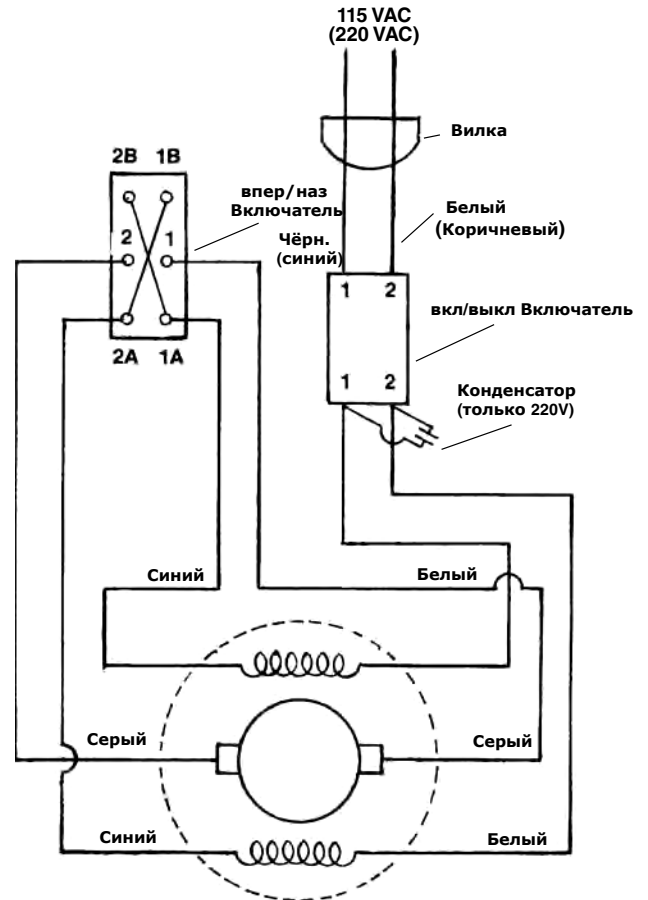 115 VAC
(220 VAC)
Вилка
2B 1B
впер/наз
Включатель
2 1
Белый
(Коричневый)
Чёрн.
(синий)
1 2
вкл/выкл Включатель
2A 1A
1 2
Конденсатор
(только 220V)
Синий
Белый
Серый
Серый
Синий
Белый